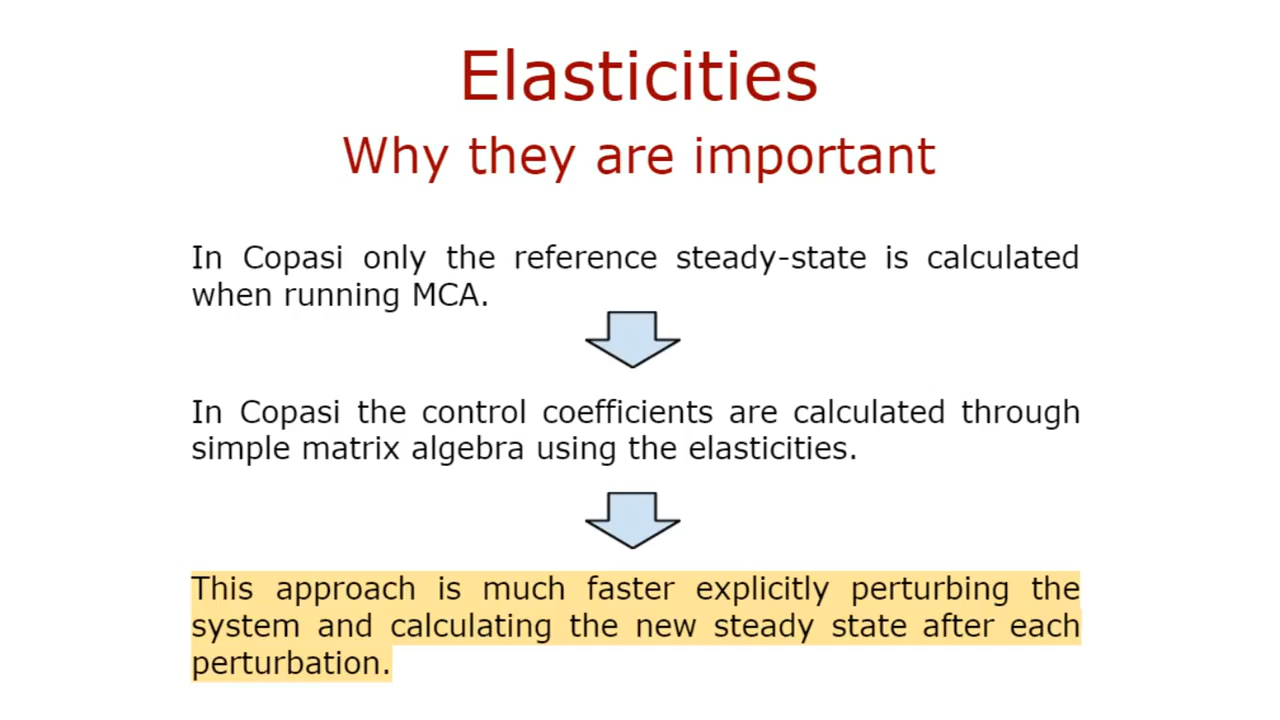 Elasticities
Why they are important
In Copasi only the reference steady-state is calculated
when running MCA.
In Copasi the control coefficients are calculated through
simple matrix algebra using the elasticities.
This approach is much faster explicitly perturbing the
system and calculating the new steady state after each
perturbation.